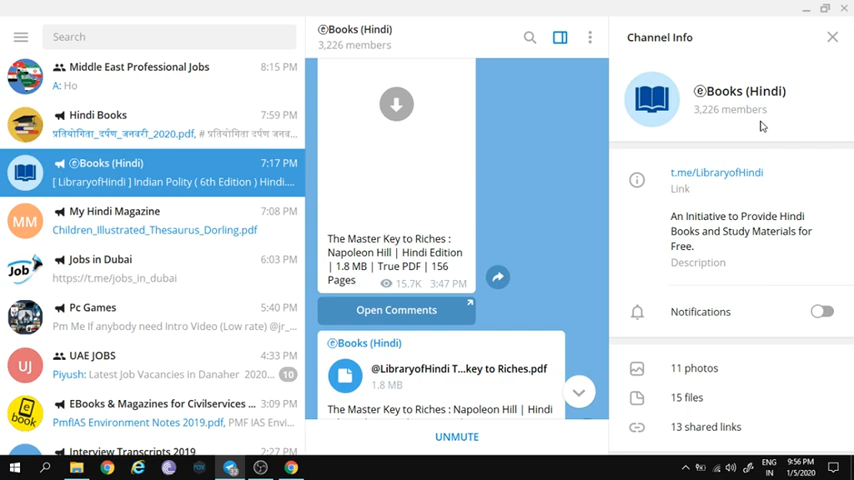 Search
Middle East Professional Jobs 8:15 PM
A: Ho
Hindi Books 7:59 PM
प्रतियोगिता_दर्पण_जनवरी_2020.pdf, # प्रतियोगिता दर्पण जनव...
ⓔBooks (Hindi) 7:17 PM
[ LibraryofHindi ] Indian Polity ( 6th Edition ) Hindi....
MM
My Hindi Magazine 7:08 PM
Children_Illustrated_Thesaurus_Dorling.pdf
Job
Jobs in Dubai 6:03 PM
https://t.me/jobs_in_dubai
Pc Games 5:40 PM
Pm Me If anybody need Intro Video (Low rate) @jr_...
UJ
UAE JOBS 4:33 PM
Piyush: Latest Job Vacancies in Danaher 2020... 10
e book
EBooks & Magazines for Civilservices ... 3:09 PM
PmfIAS Environment Notes 2019.pdf, PMF IAS Envi...
Interview Transcripts 2019 2:27 PM
ⓔBooks (Hindi)
3,226 members
The Master Key to Riches :
Napoleon Hill | Hindi Edition
| 1.8 MB | True PDF | 156
Pages 15.7K 3:47 PM
Open Comments
ⓔBooks (Hindi)
@LibraryofHindi T...key to Riches.pdf
1.8 MB
The Master Key to Riches : Napoleon Hill | Hindi
UNMUTE
Channel Info
ⓔBooks (Hindi)
3,226 members
t.me/LibraryofHindi
Link
An Initiative to Provide Hindi
Books and Study Materials for
Free.
Description
Notifications
11 photos
15 files
13 shared links
ENG
IN
9:56 PM
1/5/2020